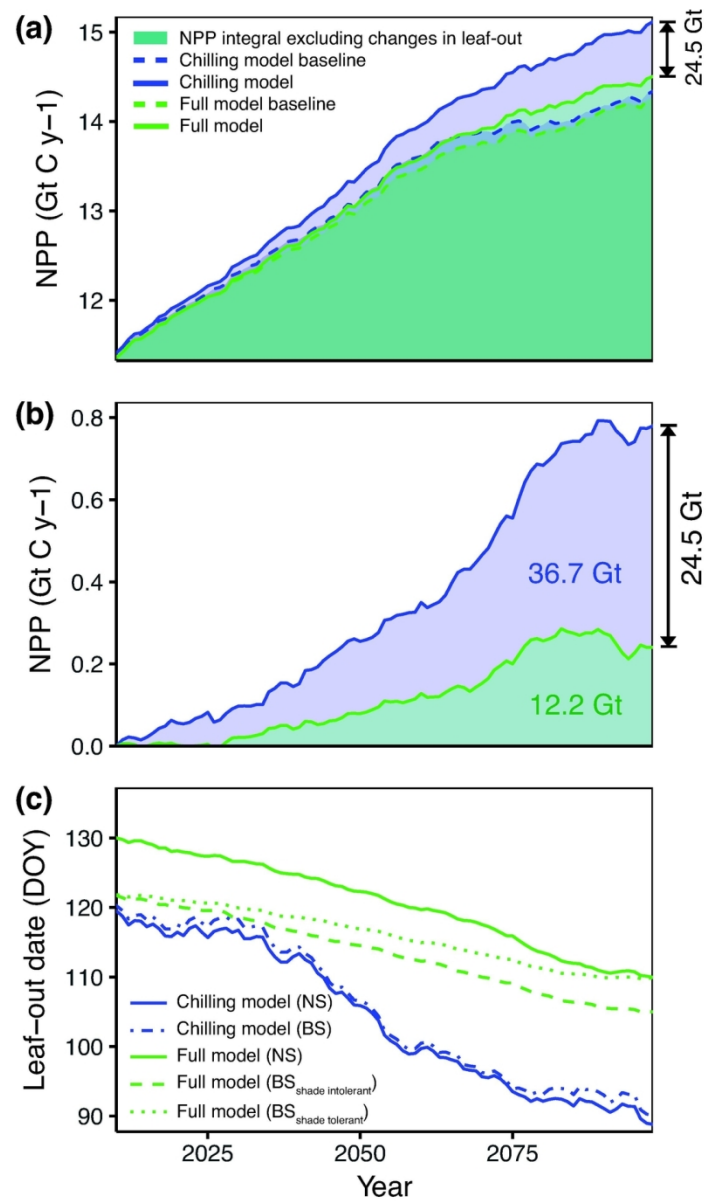 (a)
NPP (Gt C y−1)
15
14
13
12
NPP integral excluding changes in leaf-out
Chilling model baseline
Chilling model
Full model baseline
Full model
24.5 Gt
(b)
NPP (Gt C y−1)
0.8
0.6
0.4
0.2
0.0
36.7 Gt
12.2 Gt
24.5 Gt
(c)
Leaf−out date (DOY)
130
120
110
100
90
Chilling model (NS)
Chilling model (BS)
Full model (NS)
Full model (BS shade intolerant)
Full model (BS shade tolerant)
2025 2050 2075
Year